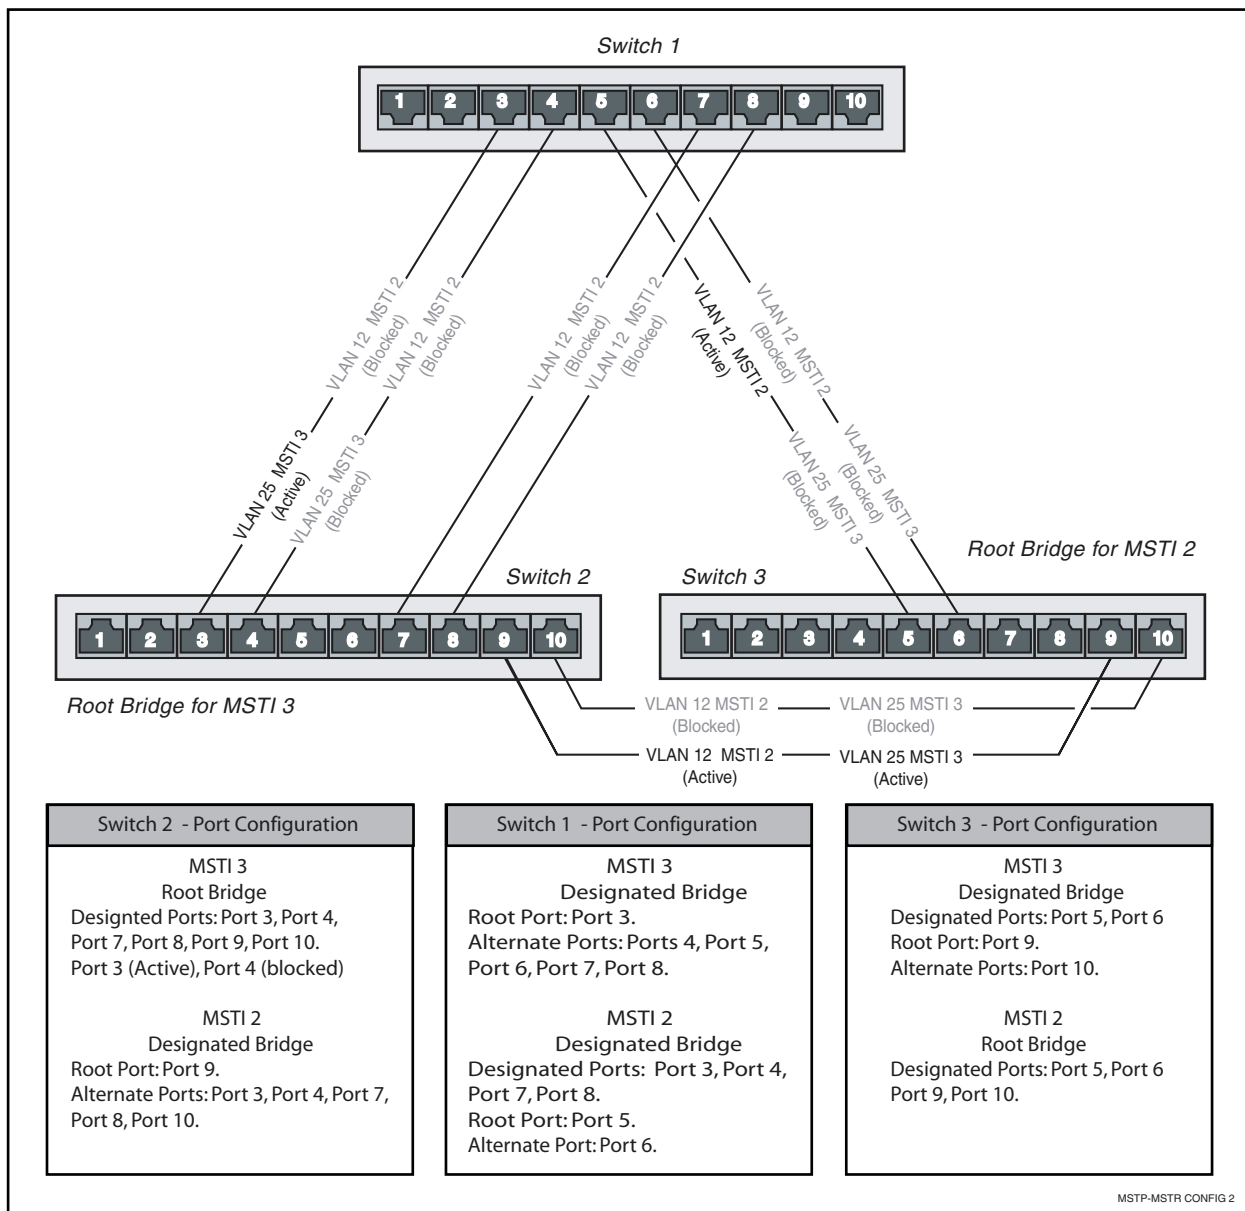 Switch 1
1 2 3 4 5 6 7 8 9 10
VLAN 12 MSTI 2
(Blocked)
VLAN 12 MSTI 2
(Blocked)
VLAN 12 MSTI 2
(Blocked)
VLAN 12 MSTI 2
(Blocked)
VLAN 12 MSTI 2
(Active)
VLAN 12 MSTI 2
(Blocked)
VLAN 25 MSTI 3
(Active)
VLAN 25 MSTI 3
(Blocked)
VLAN 25 MSTI 3
(Blocked)
VLAN 25 MSTI 3
(Blocked)
Root Bridge for MSTI 2
Switch 2
Switch 3
1 2 3 4 5 6 7 8 9 10
1 2 3 4 5 6 7 8 9 10
Root Bridge for MSTI 3
VLAN 12 MSTI 2
(Blocked)
VLAN 25 MSTI 3
(Blocked)
VLAN 12 MSTI 2
(Active)
VLAN 25 MSTI 3
(Active)
Switch 2 - Port Configuration
MSTI 3
Root Bridge
Designted Ports: Port 3, Port 4,
Port 7, Port 8, Port 9, Port 10.
Port 3 (Active), Port 4 (blocked)
MSTI 2
Designated Bridge
Root Port: Port 9.
Alternate Ports: Port 3, Port 4, Port 7,
Port 8, Port 10.
Switch 1 - Port Configuration
MSTI 3
Designated Bridge
Root Port: Port 3.
Alternate Ports: Ports 4, Port 5,
Port 6, Port 7, Port 8.
MSTI 2
Designated Bridge
Designated Ports: Port 3, Port 4,
Port 7, Port 8.
Root Port: Port 5.
Alternate Port: Port 6.
Switch 3 - Port Configuration
MSTI 3
Designated Bridge
Designated Ports: Port 5, Port 6
Root Port: Port 9.
Alternate Ports: Port 10.
MSTI 2
Root Bridge
Designated Ports: Port 5, Port 6
Port 9, Port 10.
MSTP-MSTR CONFIG 2